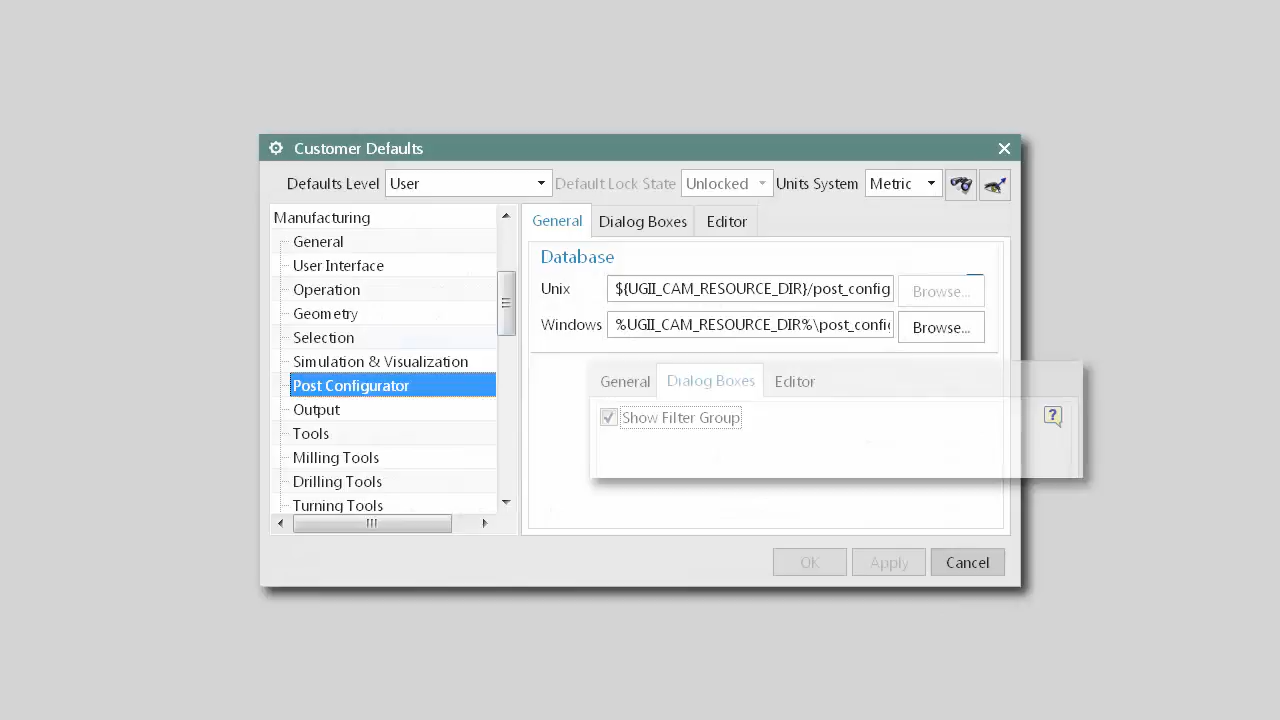 Customer Defaults
Defaults Level User Default Lock State Unlocked Units System Metric
Manufacturing
General
User Interface
Operation
Geometry
Selection
Simulation & Visualization
Post Configurator
Output
Tools
Milling Tools
Drilling Tools
Turning Tools
General Dialog Boxes Editor
Database
Unix ${UGII_CAM_RESOURCE_DIR}/post_config Browse...
Windows %UGII_CAM_RESOURCE_DIR%\post_config Browse...
General Dialog Boxes Editor
Show Filter Group
?
OK Apply Cancel